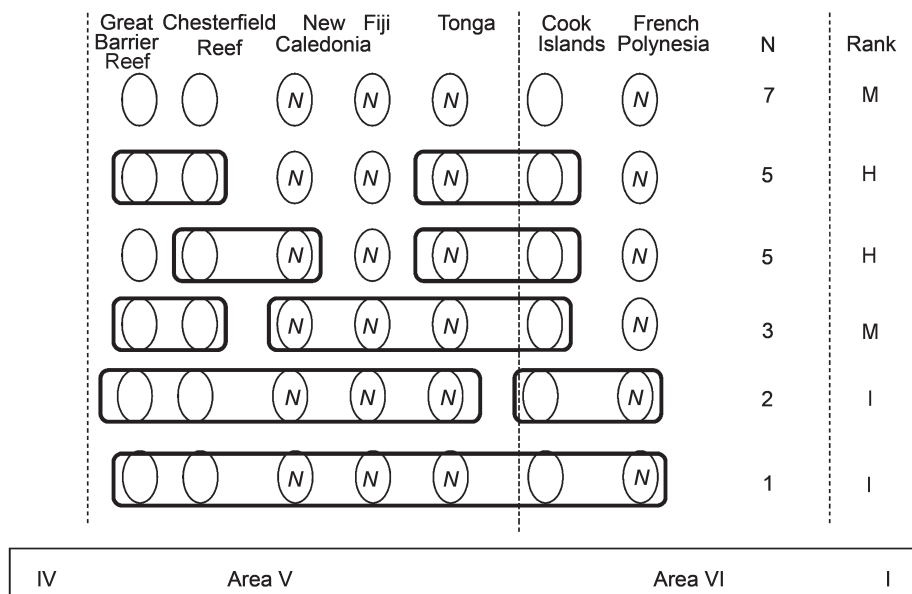 Great Chesterfield New Fiji Tonga Cook French N Rank
Barrier Reef Caledonia Islands Polynesia
Reef
N N N N 7 M
N N N N 5 H
N N N N 5 H
N N N N 3 M
N N N N 2 I
N N N N 1 I
IV Area V Area VI I